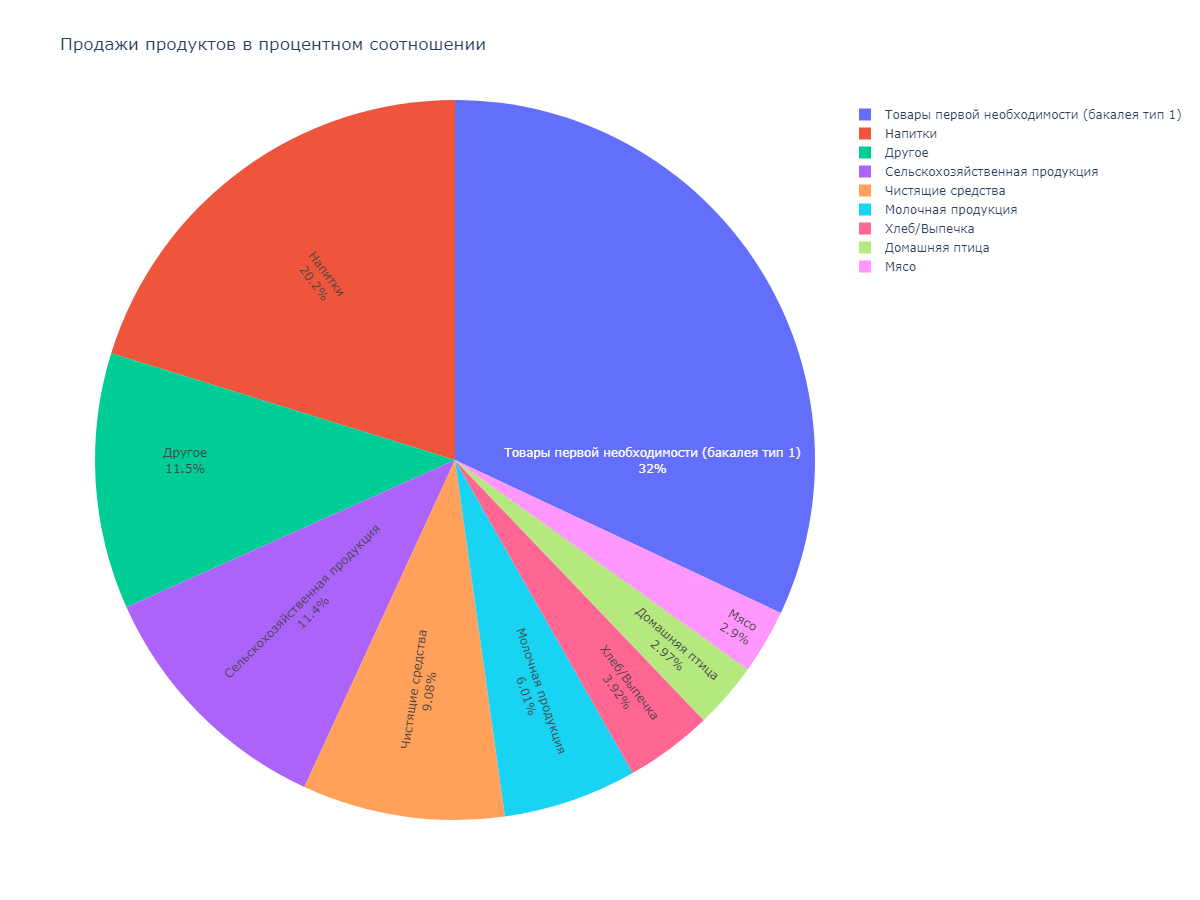 Продажи продуктов в процентном соотношении
Товары первой необходимости (бакалея тип 1)
Напитки
Другое
Сельскохозяйственная продукция
Чистящие средства
Молочная продукция
Хлеб/Выпечка
Домашняя птица
Мясо
Напитки
20.2%
Товары первой необходимости (бакалея тип 1)
32%
Другое
11.5%
Сельскохозяйственная продукция
11.4%
Чистящие средства
9.08%
Молочная продукция
6.01%
Хлеб/Выпечка
3.92%
Домашняя птица
2.97%
Мясо
2.9%